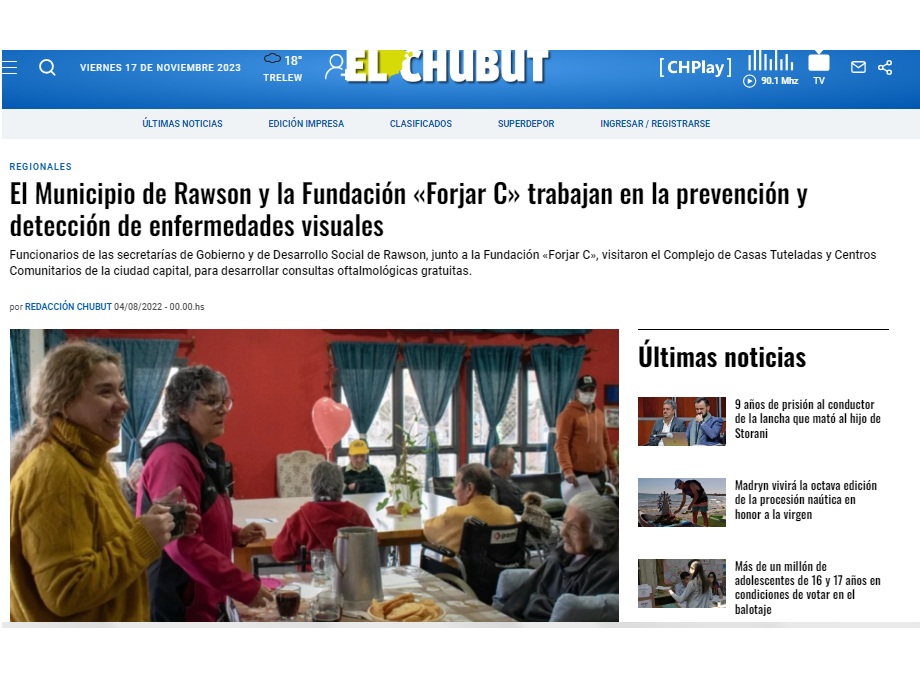 VIERNES 17 DE NOVIEMBRE 2023
18°
TRELEW
EL CHUBUT
[CHPlay]
90.1 Mhz
TV
ÚLTIMAS NOTICIAS
EDICIÓN IMPRESA
CLASIFICADOS
SUPERDEPOR
INGRESAR / REGISTRARSE
REGIONALES
El Municipio de Rawson y la Fundación «Forjar C» trabajan en la prevención y
detección de enfermedades visuales
Funcionarios de las secretarías de Gobierno y de Desarrollo Social de Rawson, junto a la Fundación «Forjar C», visitaron el Complejo de Casas Tuteladas y Centros
Comunitarios de la ciudad capital, para desarrollar consultas oftalmológicas gratuitas.
por REDACCIÓN CHUBUT 04/08/2022 - 00.00.hs
Últimas noticias
9 años de prisión al conductor
de la lancha que mató al hijo de
Storani
Madryn vivirá la octava edición
de la procesión naútica en
honor a la virgen
Más de un millón de
adolescentes de 16 y 17 años en
condiciones de votar en el
balotaje